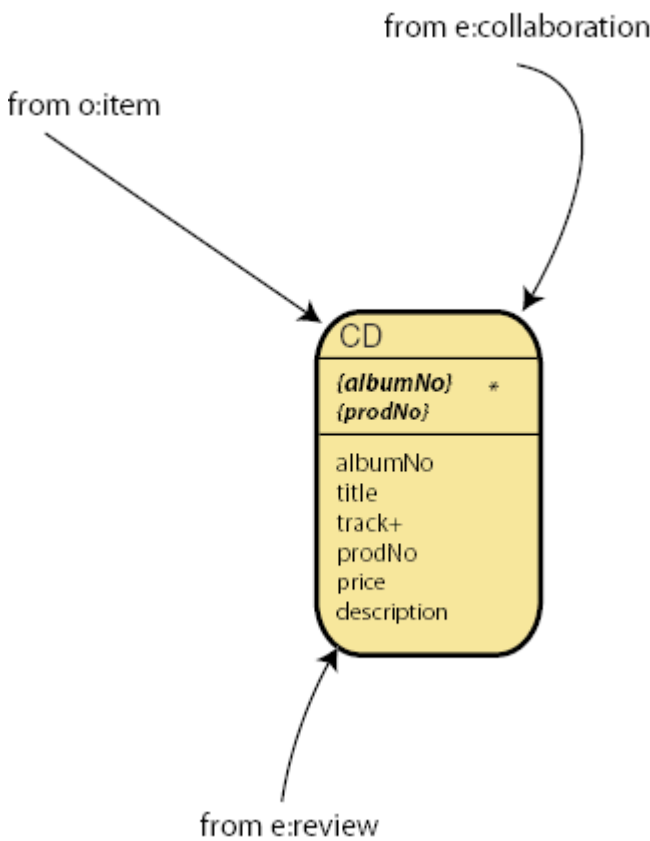 from e:collaboration
from o:item
CD
{albumNo} *
{prodNo}
albumNo
title
track+
prodNo
price
description
from e:review